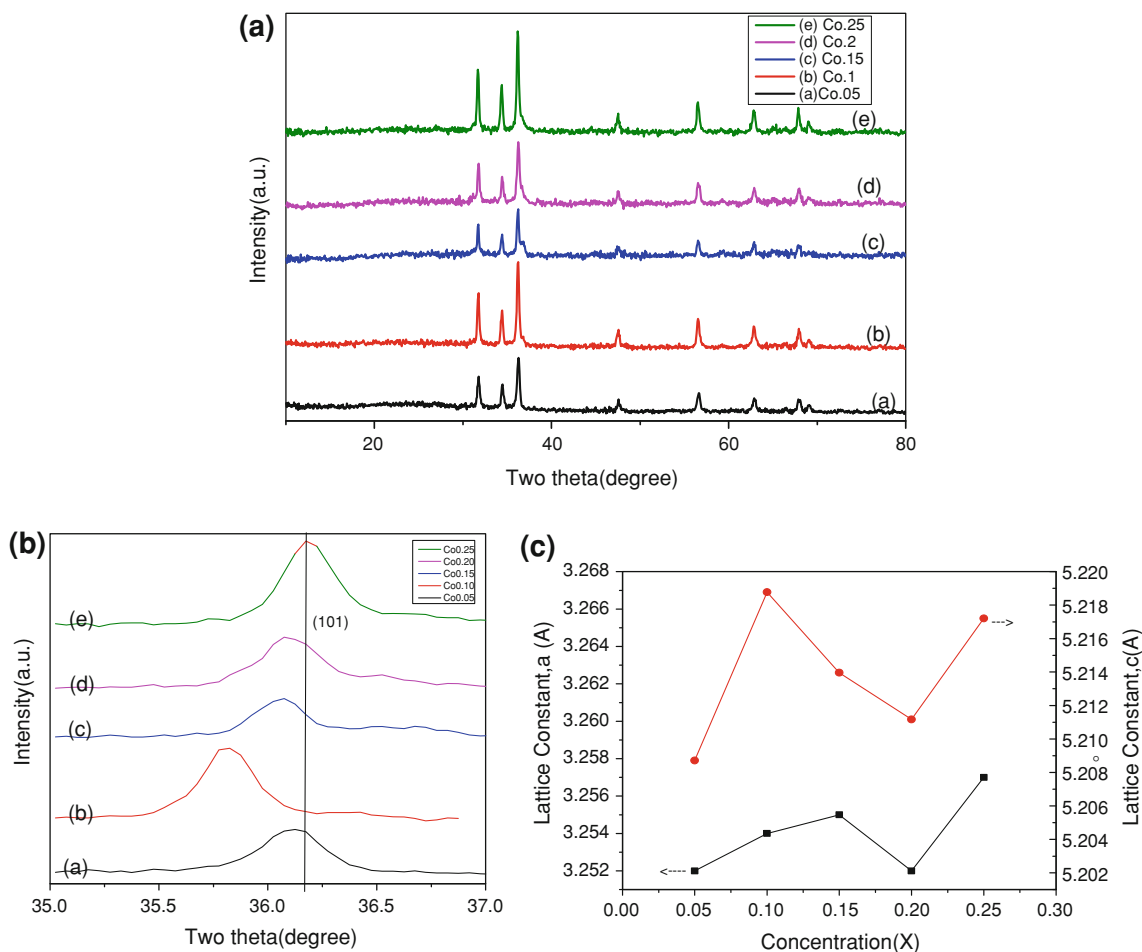 (a)
(e) Co.25
(d) Co.2
(c) Co.15
(b) Co.1
(a)Co.05
(e)
(d)
(c)
(b)
(a)
Intensity(a.u.)
20 40 60 80
Two theta(degree)
(b)
Co0.25
Co0.20
Co0.15
Co0.10
Co0.05
(e)
(101)
(d)
(c)
(b)
(a)
Intensity(a.u.)
35.0 35.5 36.0 36.5 37.0
Two theta(degree)
(c)
3.268
3.266
3.264
3.262
3.260
3.258
3.256
3.254
3.252
Lattice Constant,a (A)
5.220
5.218
5.216
5.214
5.212
5.210
5.208
5.206
5.204
5.202
Lattice Constant,c(A)
o
--->
<---
0.00 0.05 0.10 0.15 0.20 0.25 0.30
Concentration(X)